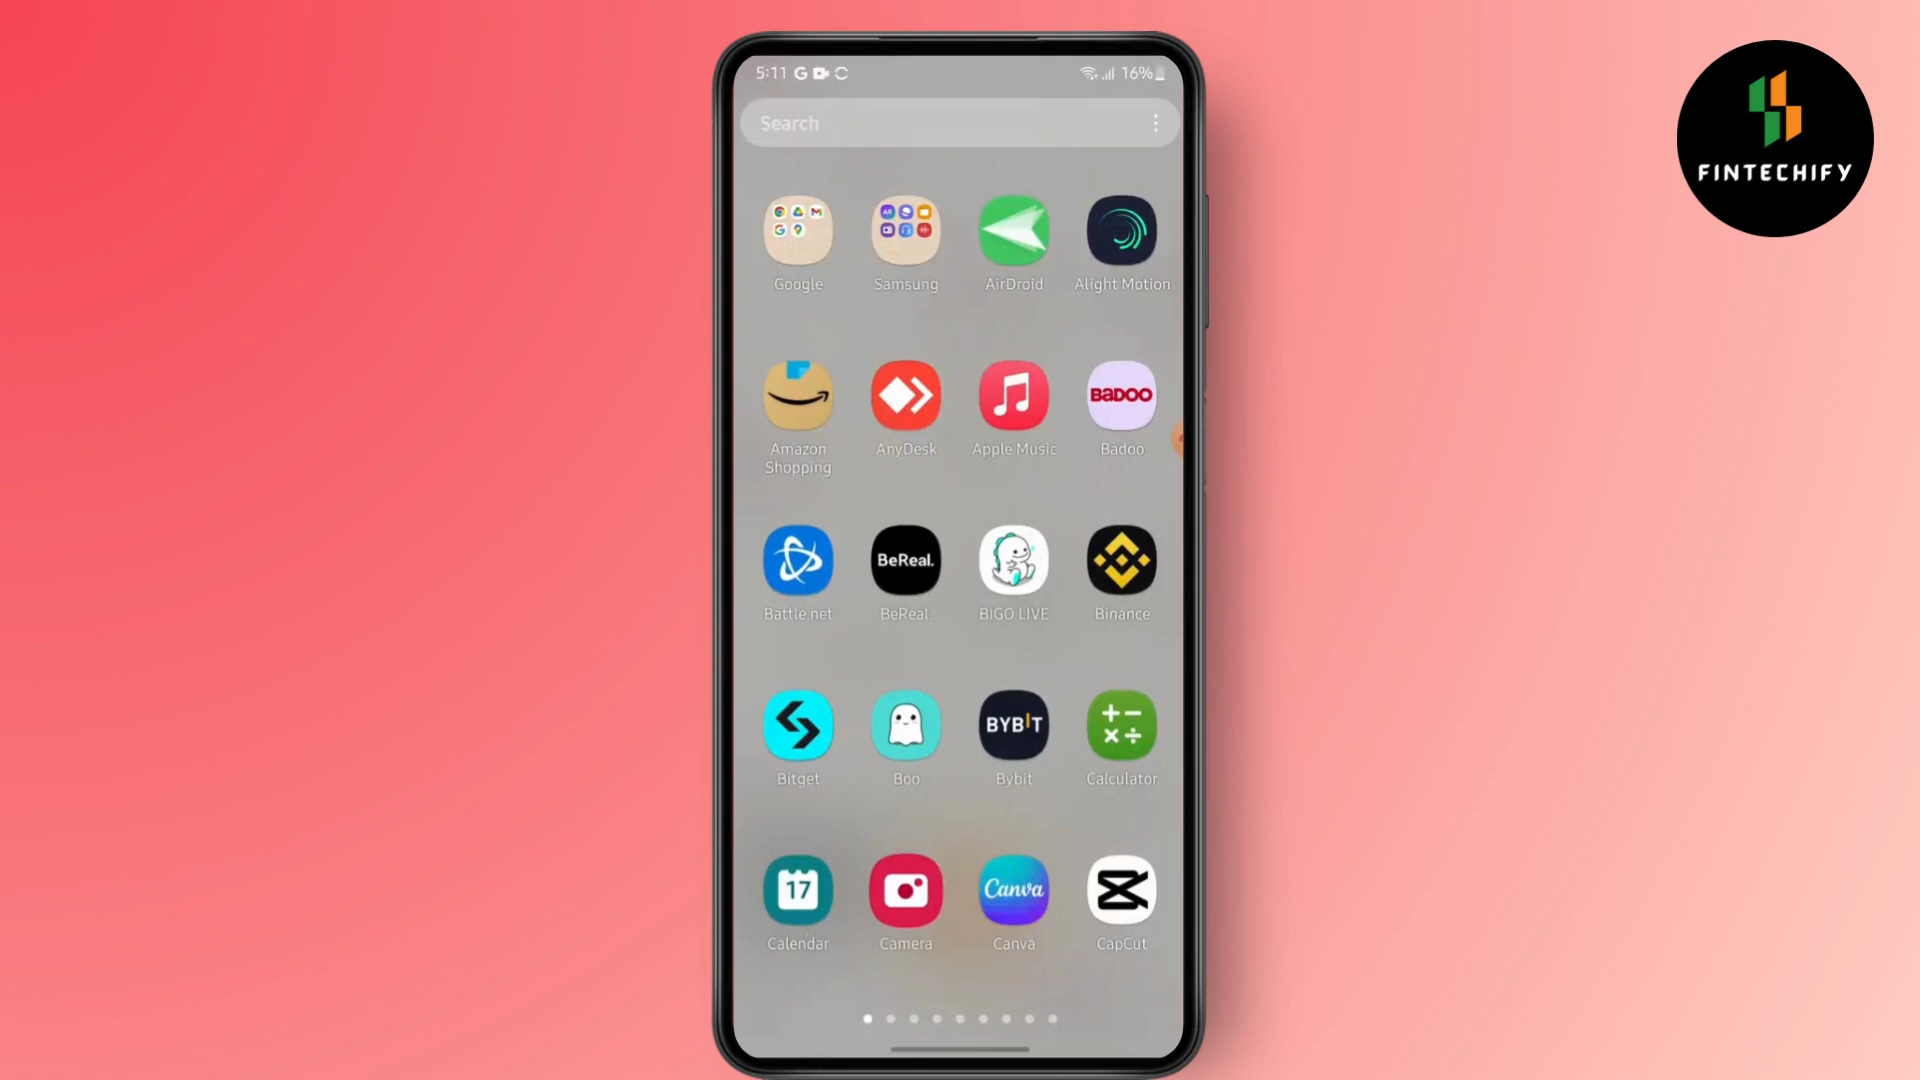 5:11
16%
FINTECHIFY
Search
Google
Samsung
AirDroid
Alight Motion
BADOO
Amazon
Shopping
AnyDesk
Apple Music
Badoo
BeReal.
Battle.net
BeReal.
BIGO LIVE
Binance
BYBIT
Bitget
Boo
Bybit
Calculator
17
Canva
Calendar
Camera
Canva
CapCut